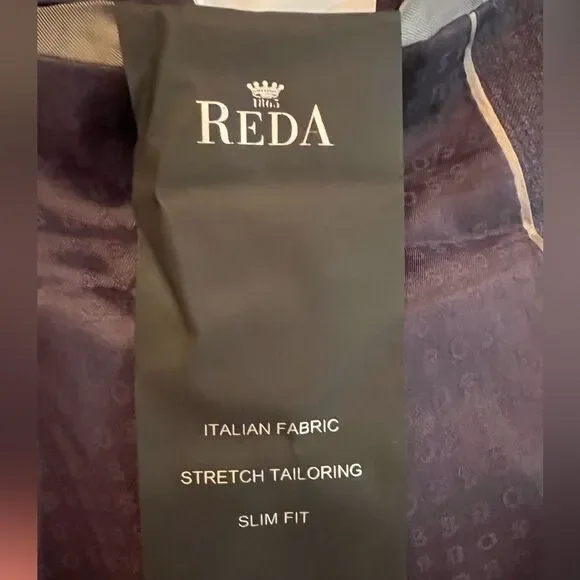 1865
REDA
ITALIAN FABRIC
STRETCH TAILORING
SLIM FIT